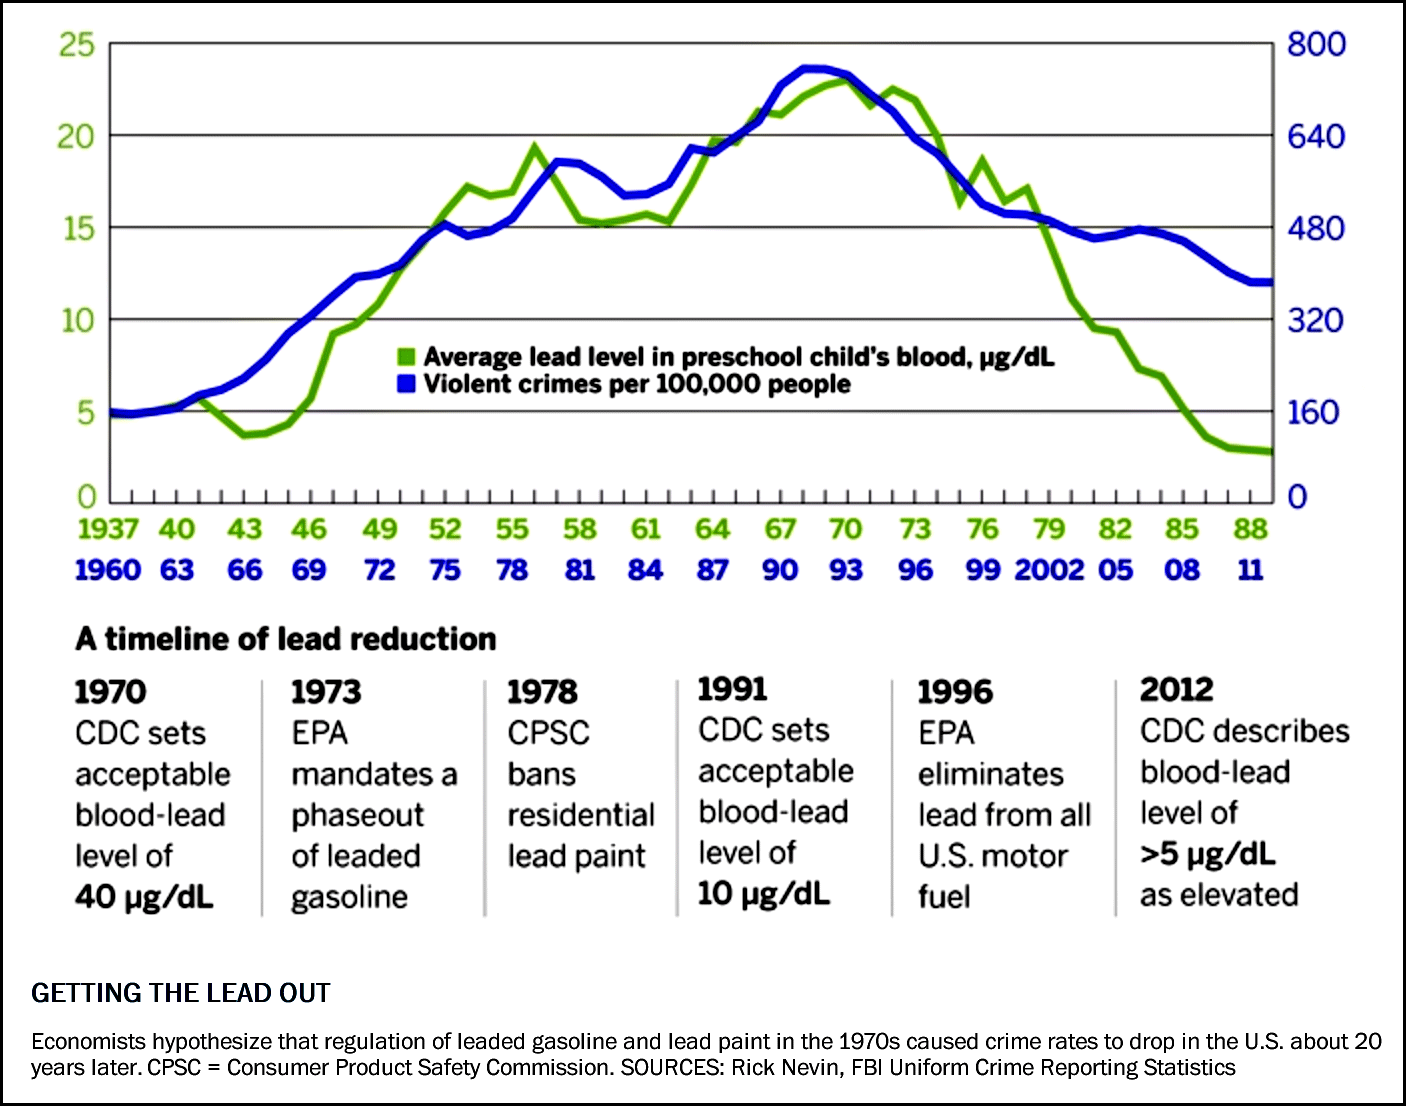 25 800
20 640
15 480
10 320
Average lead level in preschool child's blood, µg/dL
Violent crimes per 100,000 people
5 160
0 0
1937 40 43 46 49 52 55 58 61 64 67 70 73 76 79 82 85 88
1960 63 66 69 72 75 78 81 84 87 90 93 96 99 2002 05 08 11
A timeline of lead reduction
1970
CDC sets
acceptable
blood-lead
level of
40 µg/dL
1973
EPA
mandates a
phaseout
of leaded
gasoline
1978
CPSC
bans
residential
lead paint
1991
CDC sets
acceptable
blood-lead
level of
10 µg/dL
1996
EPA
eliminates
lead from all
U.S. motor
fuel
2012
CDC describes
blood-lead
level of
>5 µg/dL
as elevated
GETTING THE LEAD OUT
Economists hypothesize that regulation of leaded gasoline and lead paint in the 1970s caused crime rates to drop in the U.S. about 20
years later. CPSC = Consumer Product Safety Commission. SOURCES: Rick Nevin, FBI Uniform Crime Reporting Statistics